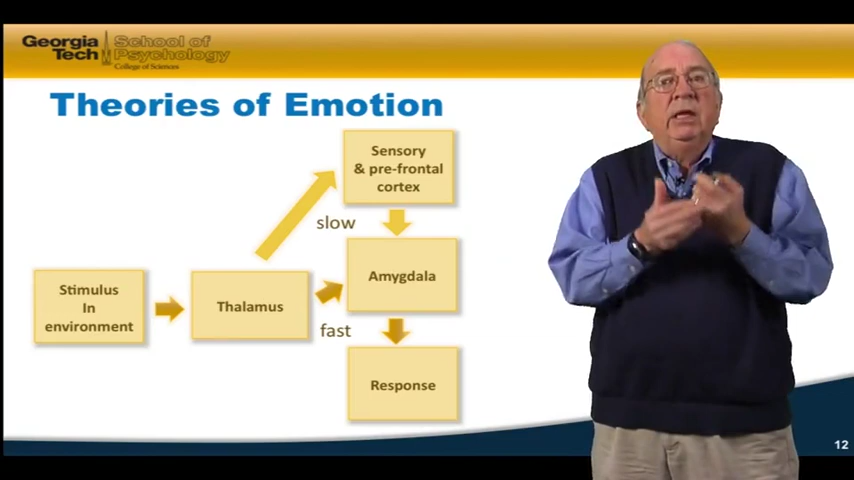 Georgia Tech
School of Psychology
College of Sciences
Theories of Emotion
Sensory
& pre-frontal
cortex
slow
Stimulus
In
environment
Thalamus
Amygdala
fast
Response
12